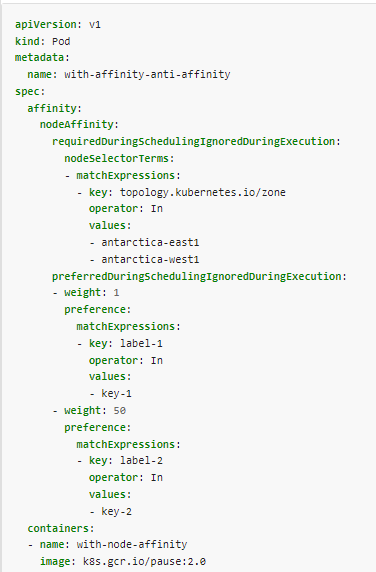 apiVersion: v1
kind: Pod
metadata:
  name: with-affinity-anti-affinity
spec:
  affinity:
    nodeAffinity:
      requiredDuringSchedulingIgnoredDuringExecution:
        nodeSelectorTerms:
        - matchExpressions:
          - key: topology.kubernetes.io/zone
            operator: In
            values:
            - antarctica-east1
            - antarctica-west1
      preferredDuringSchedulingIgnoredDuringExecution:
      - weight: 1
        preference:
          matchExpressions:
          - key: label-1
            operator: In
            values:
            - key-1
      - weight: 50
        preference:
          matchExpressions:
          - key: label-2
            operator: In
            values:
            - key-2
  containers:
  - name: with-node-affinity
    image: k8s.gcr.io/pause:2.0